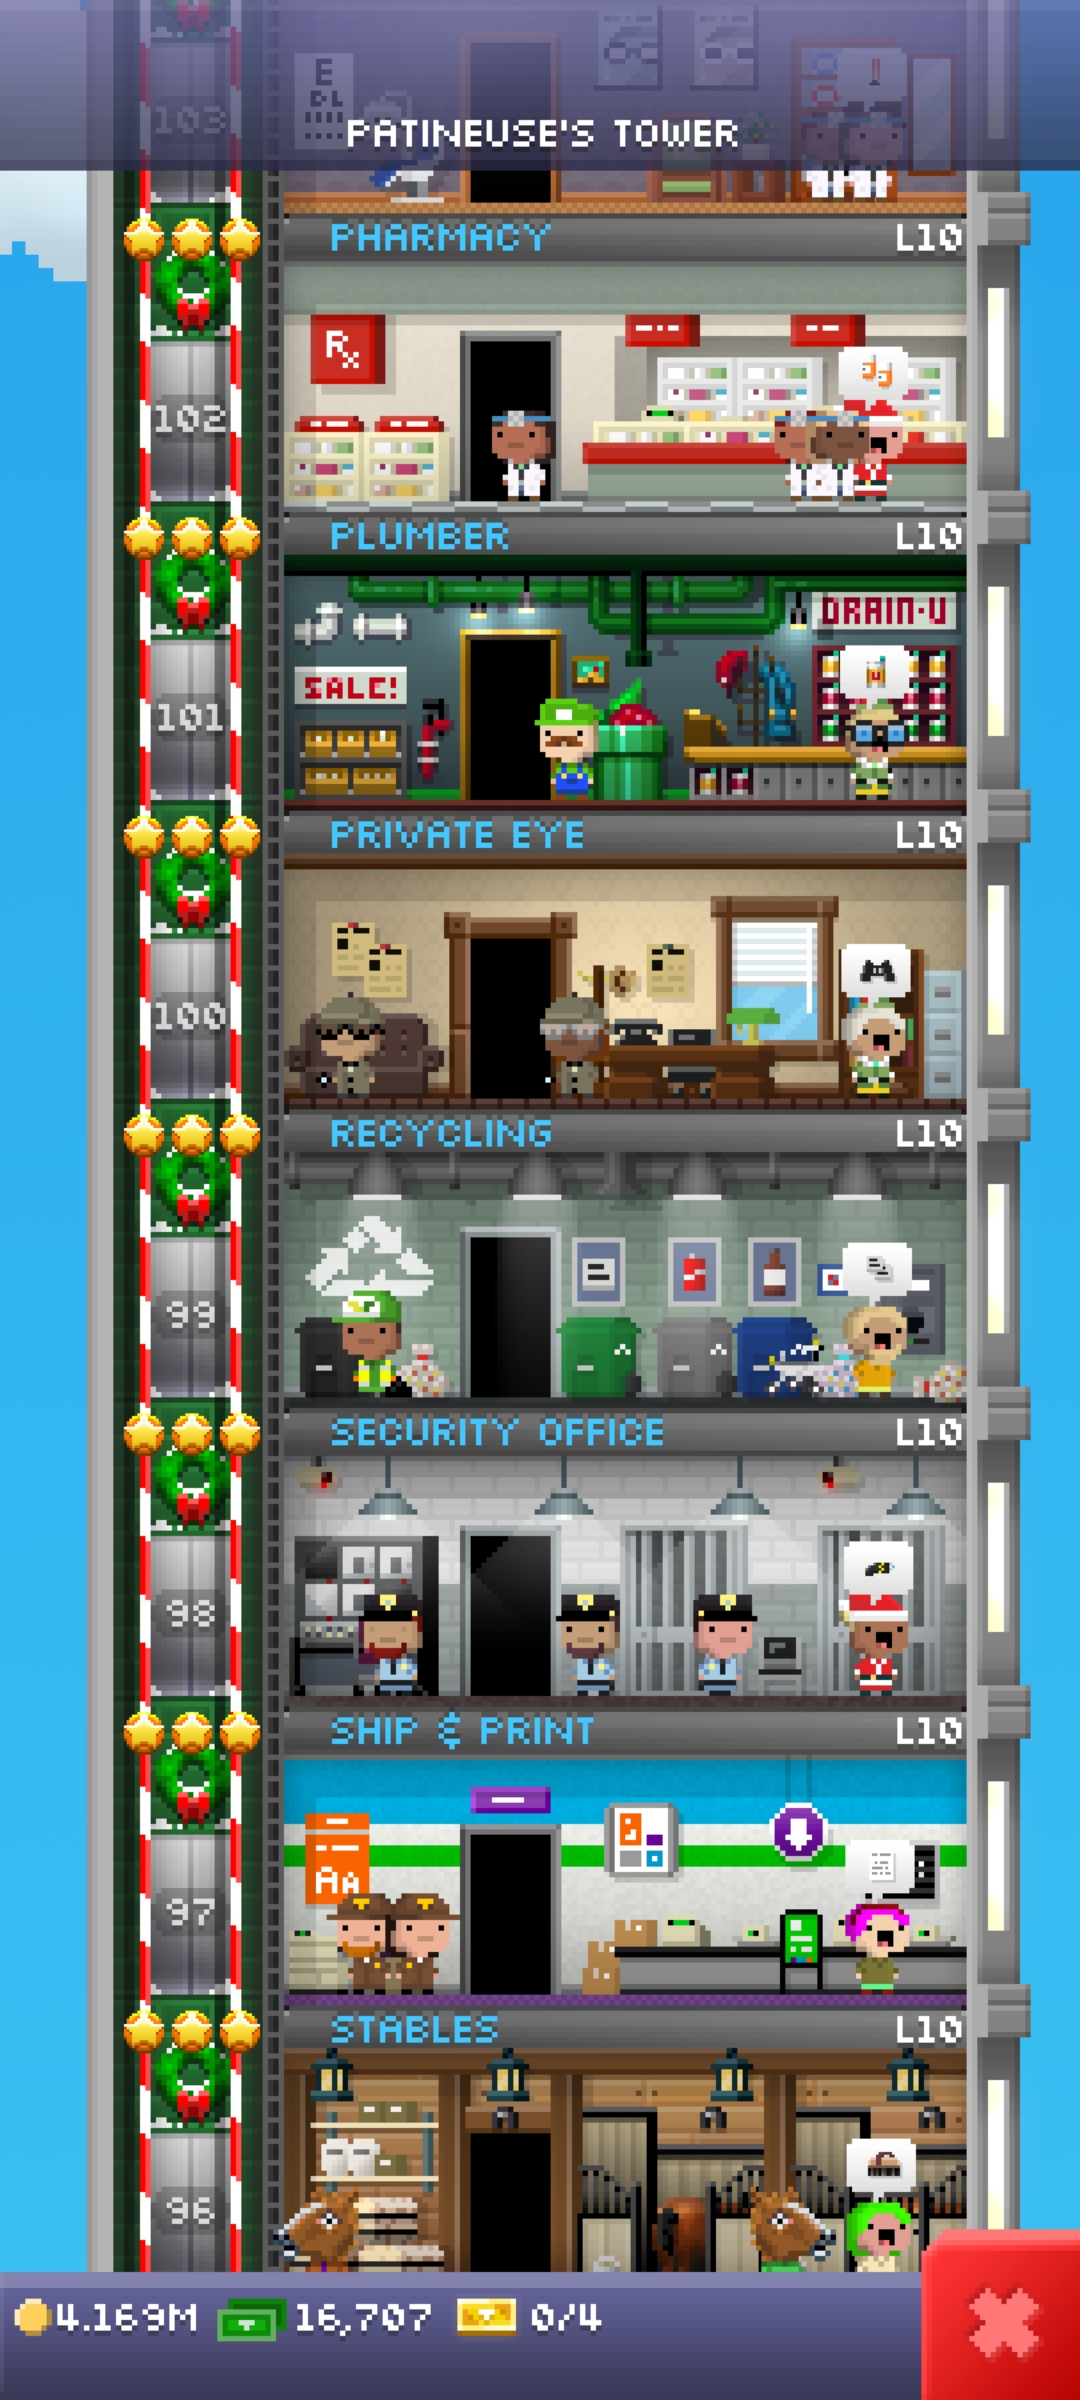 PATINEUSE'S TOWER
103
E
DL
PHARMACY L10
102
Rx
PLUMBER L10
DRAIN-U
SALE!
101
PRIVATE EYE L10
100
RECYCLING L10
99
SECURITY OFFICE L10
98
SHIP & PRINT L10
AA
97
STABLES L10
96
4.169M 16,707 0/4